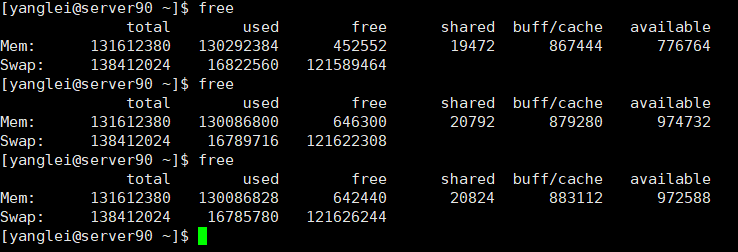 [yanglei@server90 ~]$ free
              total        used        free      shared  buff/cache   available
Mem:      131612380   130292384      452552       19472      867444      776764
Swap:     138412024    16822560   121589464
[yanglei@server90 ~]$ free
              total        used        free      shared  buff/cache   available
Mem:      131612380   130086800      646300       20792      879280      974732
Swap:     138412024    16789716   121622308
[yanglei@server90 ~]$ free
              total        used        free      shared  buff/cache   available
Mem:      131612380   130086828      642440       20824      883112      972588
Swap:     138412024    16785780   121626244
[yanglei@server90 ~]$